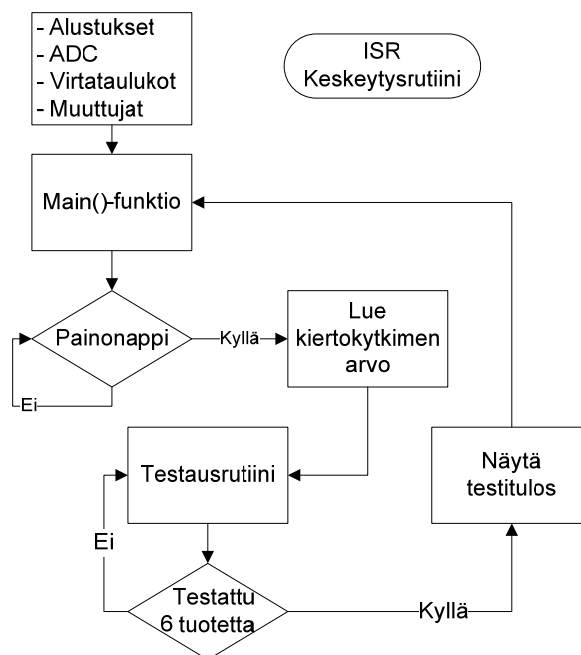 - Alustukset
- ADC
- Virtataulukot
- Muuttujat
ISR
Keskeytysrutiini
Main()-funktio
Painonappi
Kyllä
Ei
Lue
kiertokytkimen
arvo
Testausrutiini
Näytä
testitulos
Ei
Testattu
6 tuotetta
Kyllä